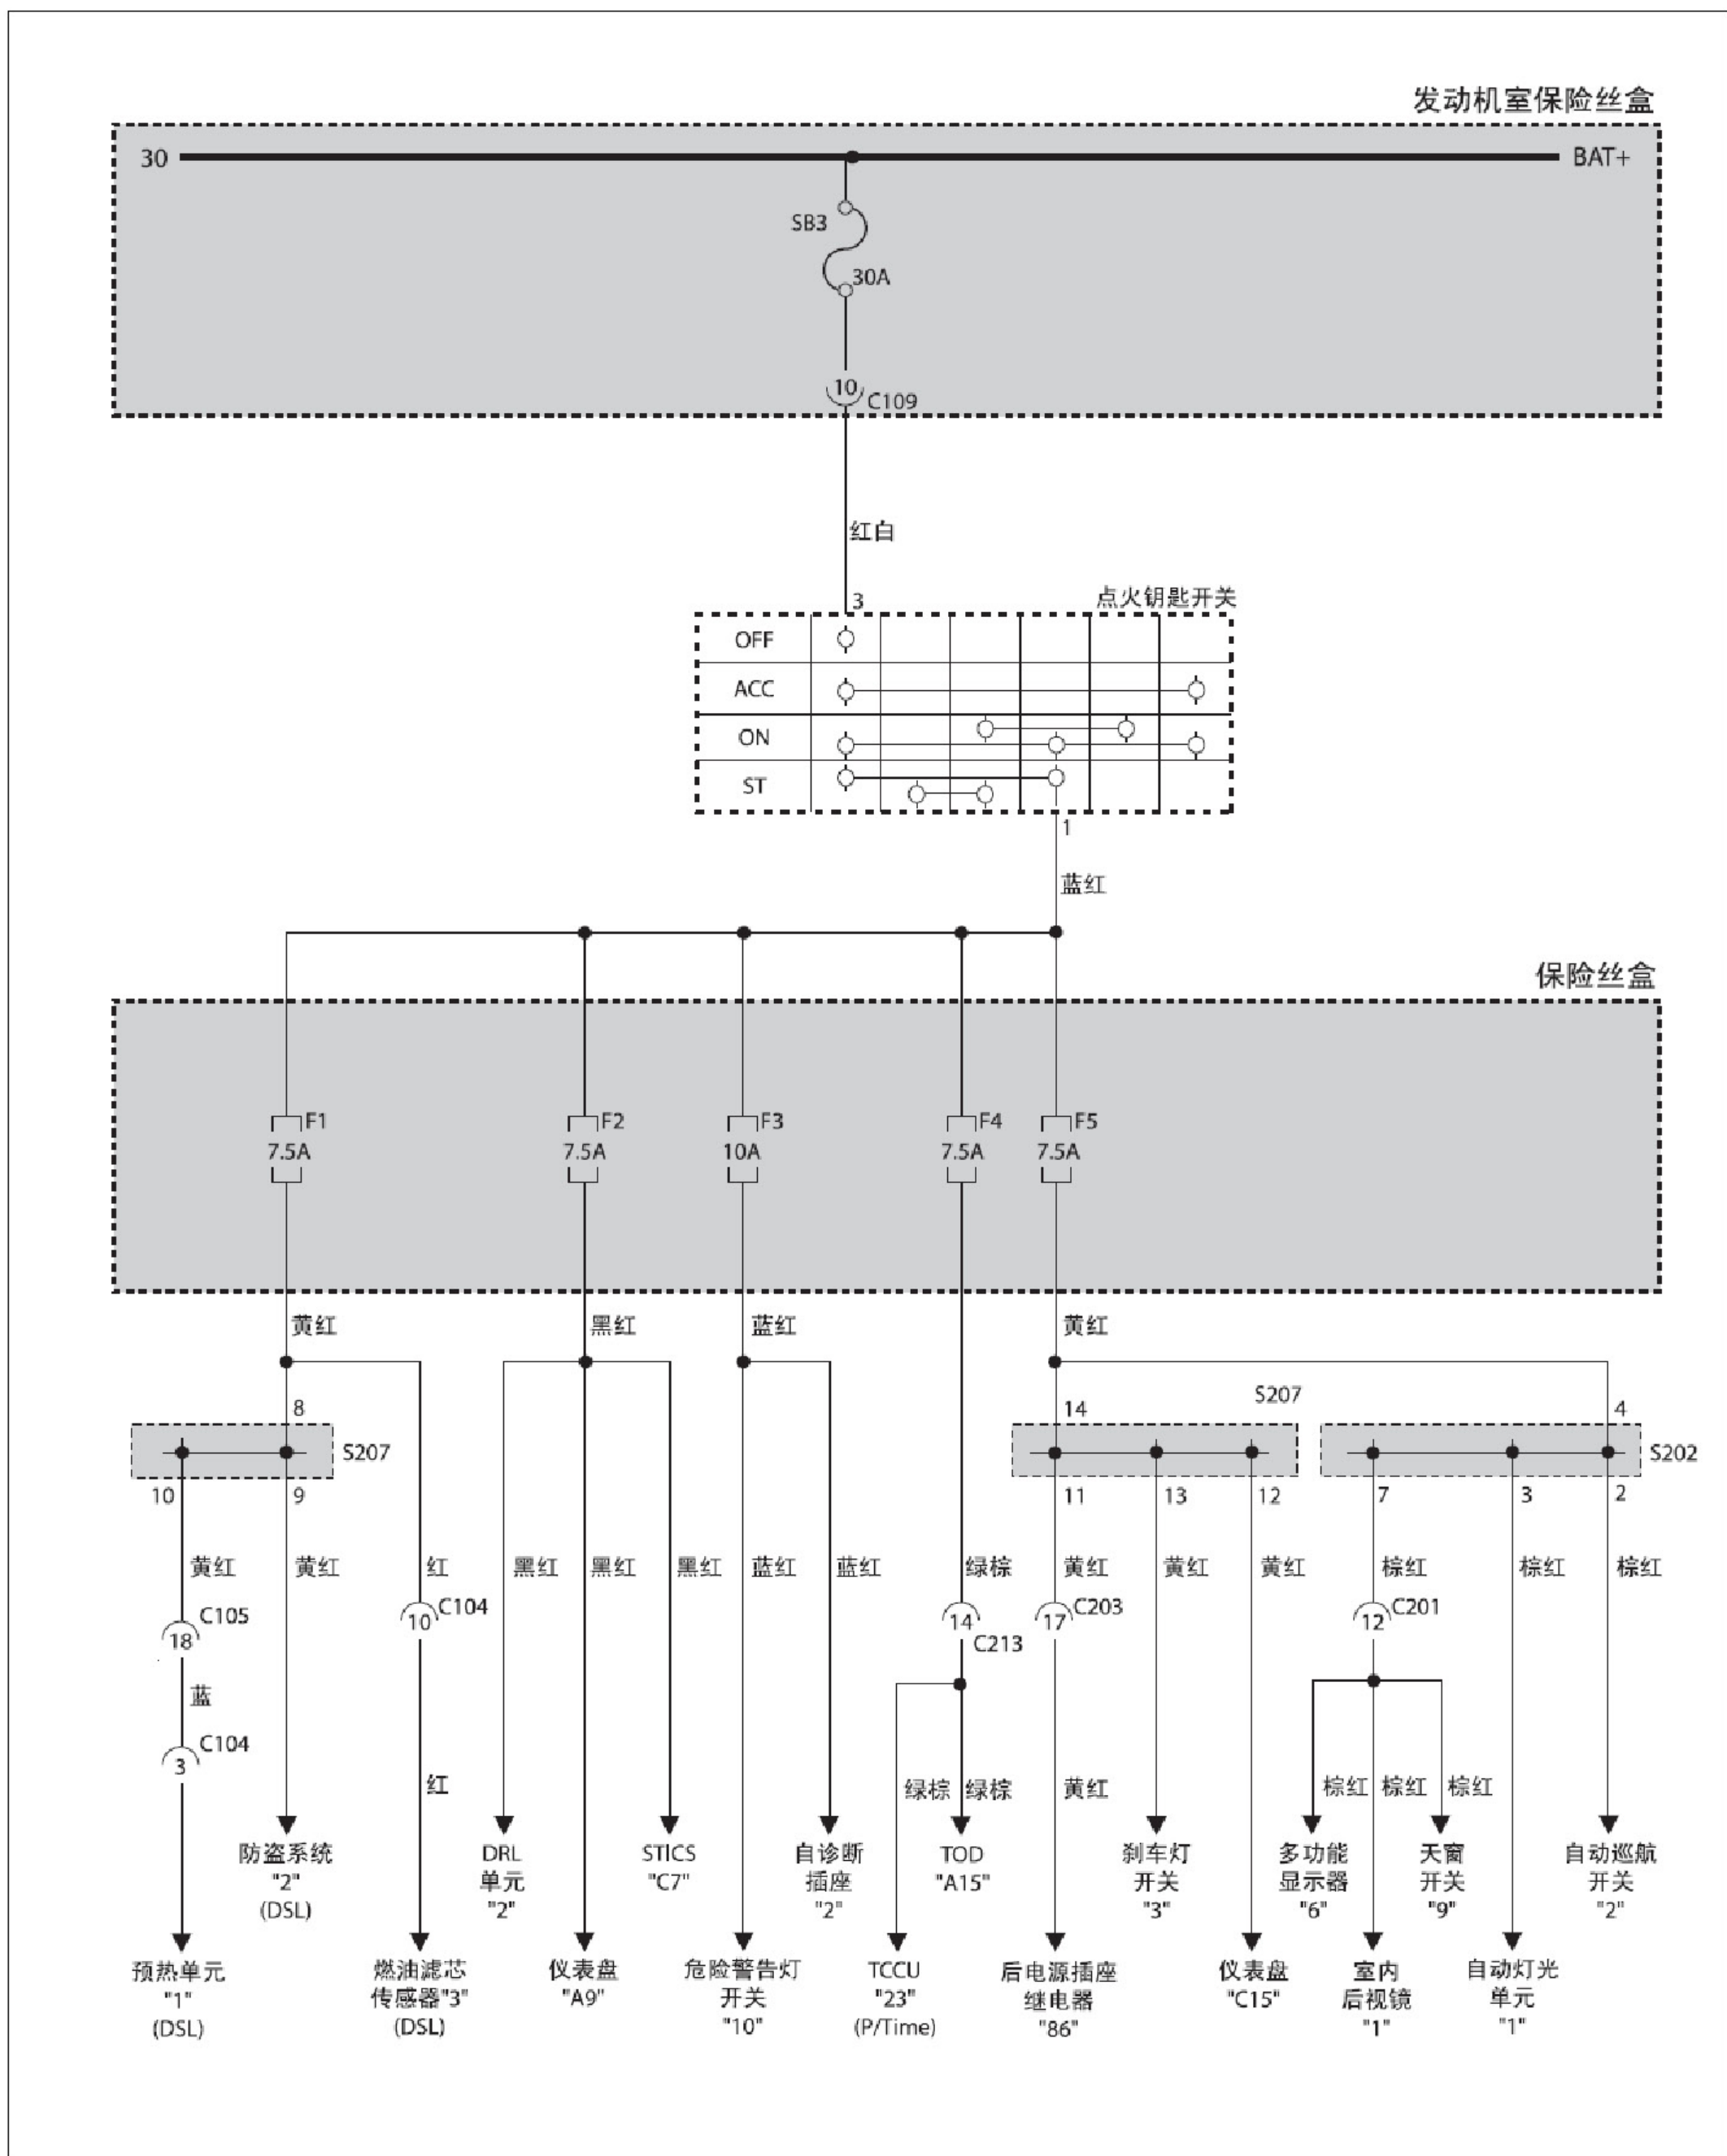 发动机室保险丝盒
30
BAT+
SB3
30A
10
C109
红白
3
点火钥匙开关
OFF
ACC
ON
ST
1
蓝红
保险丝盒
F1
F2
F3
F4
F5
7.5A
7.5A
10A
7.5A
7.5A
黄红
黑红
蓝红
黄红
8
14
S207
4
S207
S202
10
9
11
13
12
7
3
2
黄红
黄红
红
黑红
黑红
黑红
蓝红
蓝红
绿棕
黄红
黄红
黄红
棕红
棕红
棕红
C105
18
10
C104
14
C213
17
C203
12
C201
蓝
C104
3
红
绿棕
绿棕
黄红
棕红
棕红
棕红
防盗系统
"2"
(DSL)
DRL
单元
"2"
STICS
"C7"
自诊断
插座
"2"
TOD
"A15"
刹车灯
开关
"3"
多功能
显示器
"6"
天窗
开关
"9"
自动巡航
开关
"2"
预热单元
"1"
(DSL)
燃油滤芯
传感器"3"
(DSL)
仪表盘
"A9"
危险警告灯
开关
"10"
TCCU
"23"
(P/Time)
后电源插座
继电器
"86"
仪表盘
"C15"
室内
后视镜
"1"
自动灯光
单元
"1"